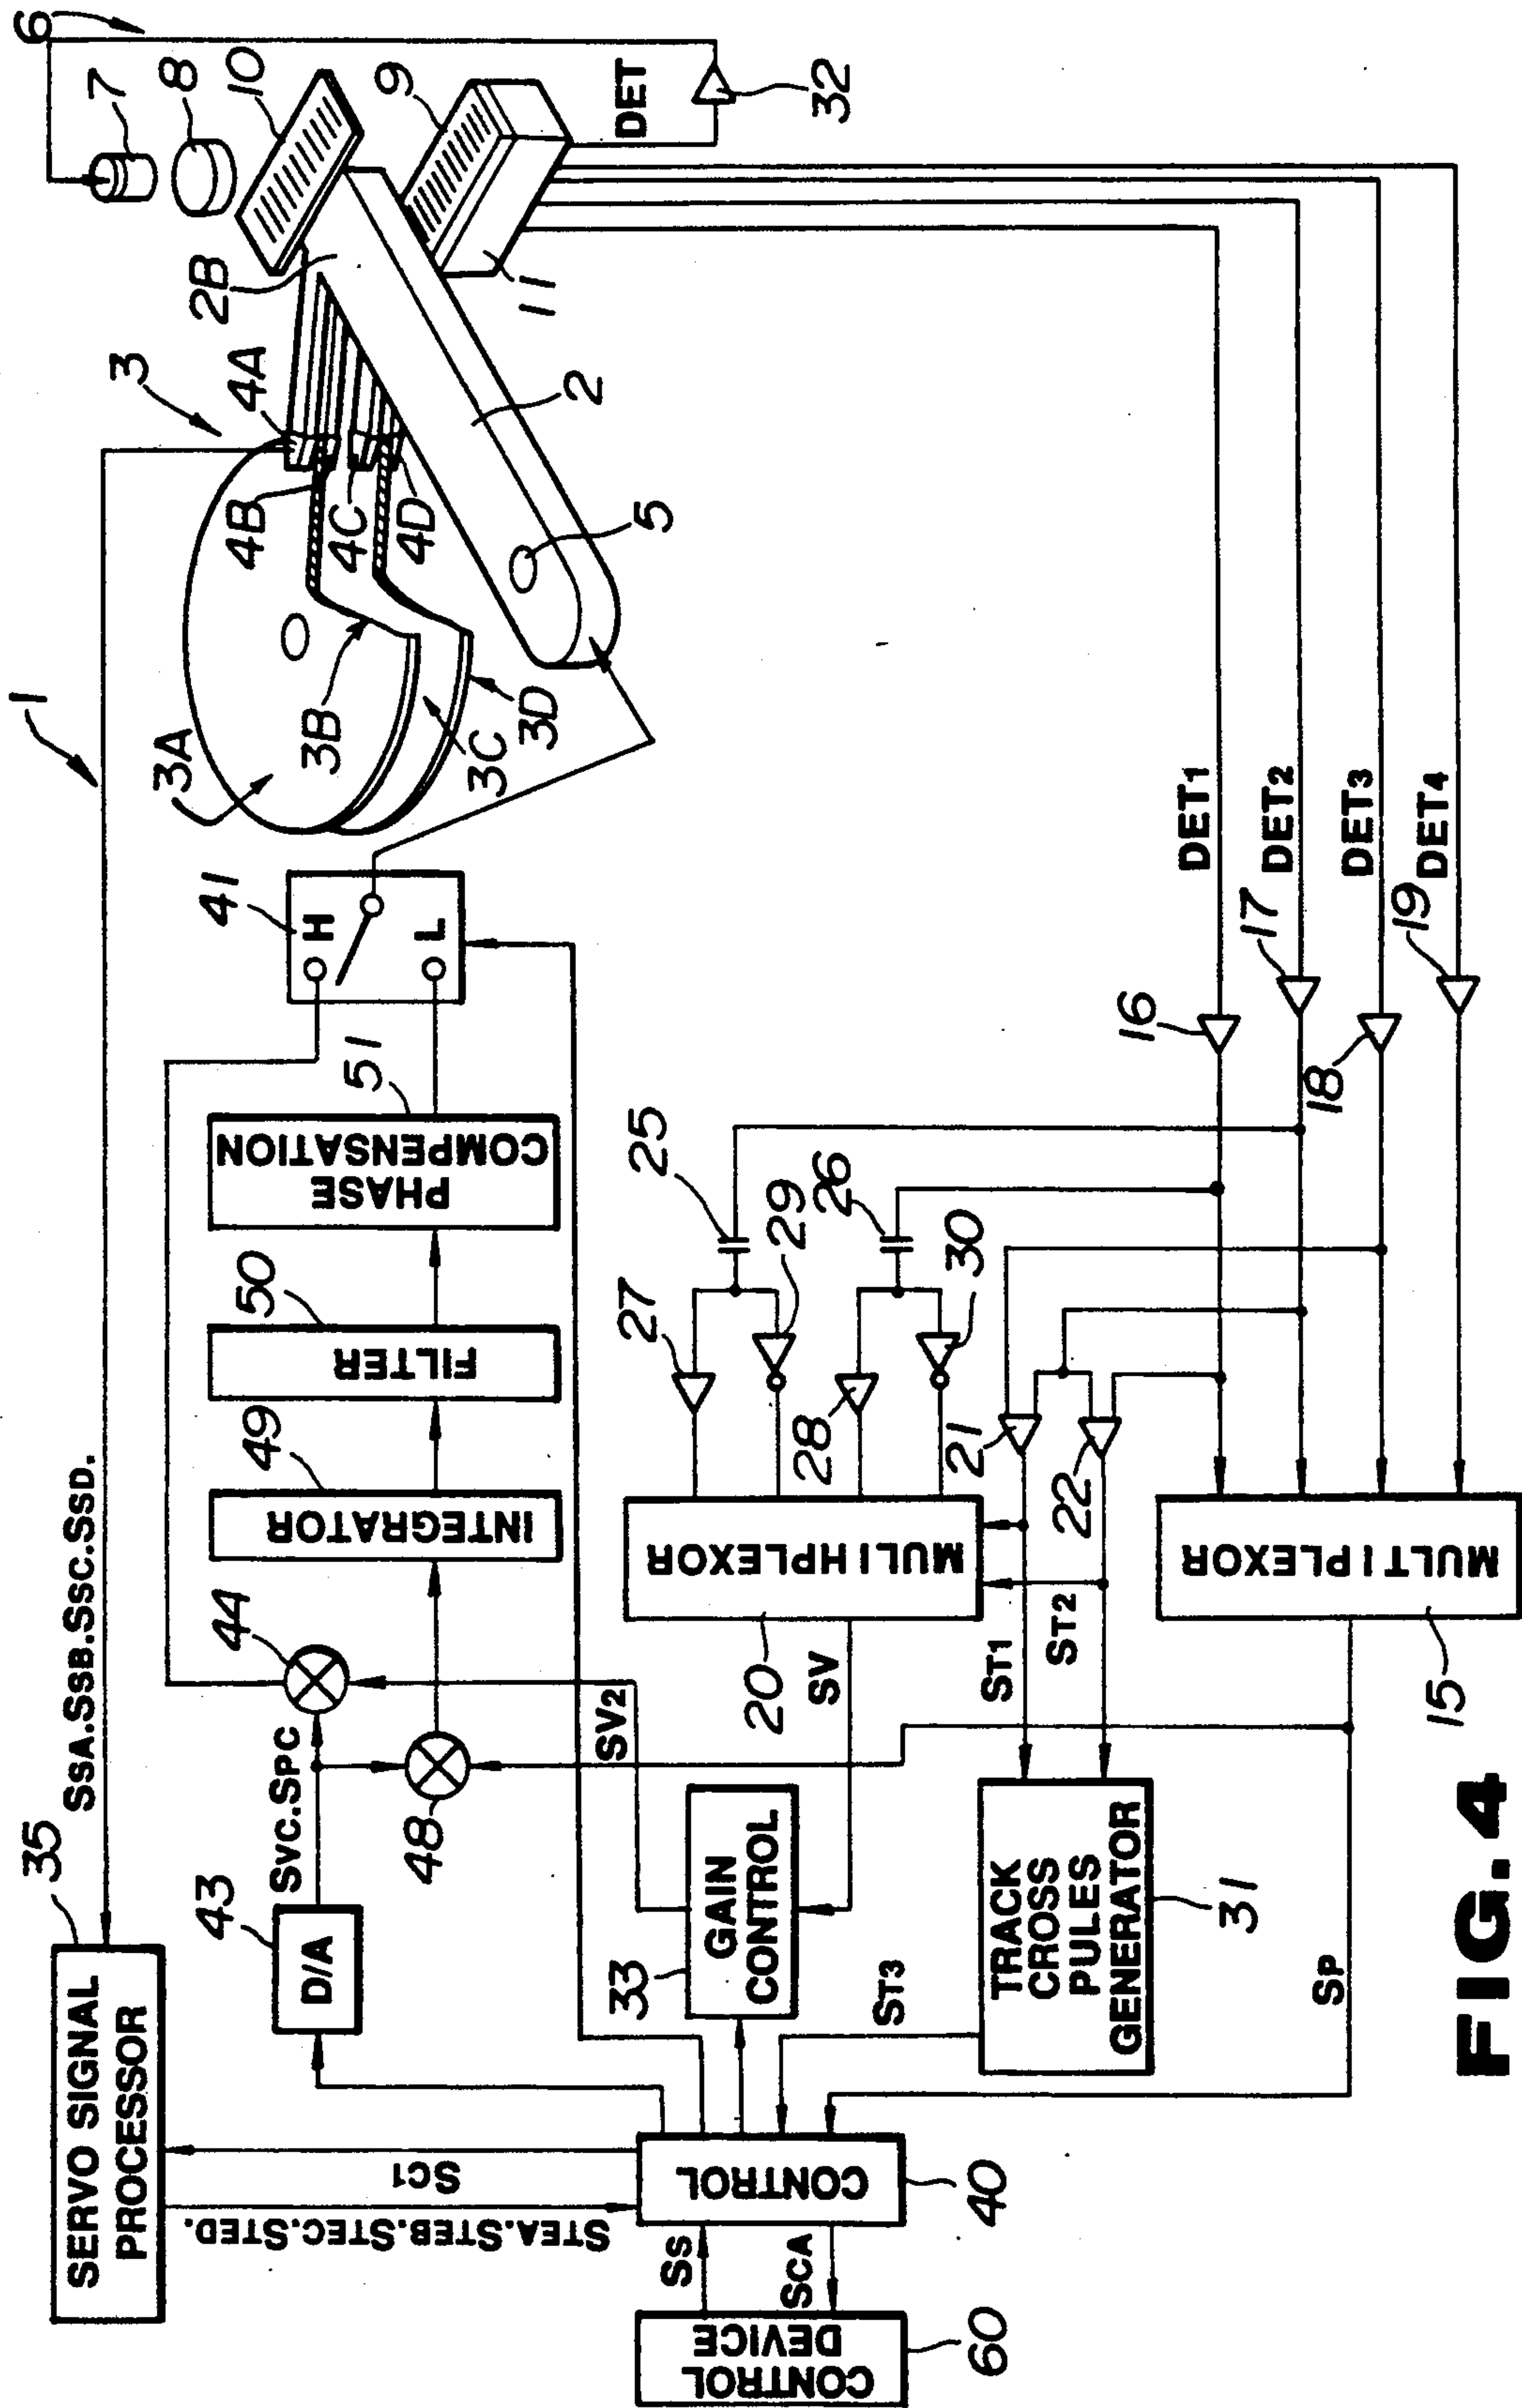 1
SSA.SSB.SSC.SSD.
35
SERVO SIGNAL
PROCESSOR
STEA.STEB.STEC.STED.
SC1
43
D/A
SVC.SPC
44
48
49
INTEGRATOR
50
FILTER
51
PHASE
COMPENSATION
41
H
L
3
3A
3B
3C
3D
4A
4B
4C
4D
2B
2
5
6
7
8
10
9
11
DET
32
CONTROL
DEVICE
60
SS
SCA
CONTROL
40
33
GAIN
CONTROL
SV2
SV
20
MULIHPLEXOR
27
29
28
30
25
26
ST3
TRACK
CROSS
PULES
GENERATOR
31
ST1
ST2
21
22
SP
15
MULTIPLEXOR
16
17
18
19
DET1
DET2
DET3
DET4
FIG.4